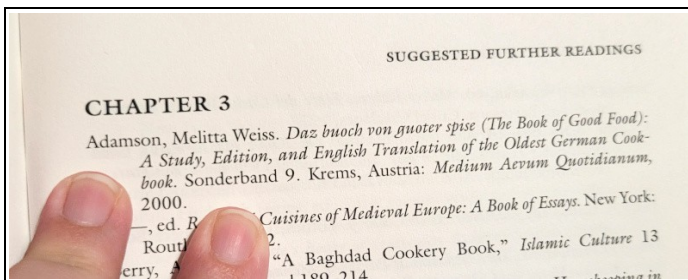 SUGGESTED FURTHER READINGS
CHAPTER 3
Adamson, Melitta Weiss. Daz buoch von guoter spise (The Book of Good Food):
A Study, Edition, and English Translation of the Oldest German Cook-
book. Sonderband 9. Krems, Austria: Medium Aevum Quotidianum,
2000.
—, ed. Cuisines of Medieval Europe: A Book of Essays. New York:
2.
"A Baghdad Cookery Book," Islamic Culture 13
189–214